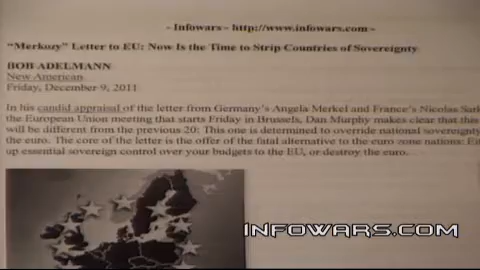 - Infowars - http://www.infowars.com -
"Merkozy" Letter to EU: Now Is the Time to Strip Countries of Sovereignty
BOB ADELMANN
New American
Friday, December 9, 2011
In his candid appraisal of the letter from Germany's Angela Merkel and France's Nicolas
the European Union meeting that starts Friday in Brussels, Dan Murphy makes clear that this
will be different from the previous 20: This one is determined to override national sovereignty
the euro. The core of the letter is the offer of the fatal alternative to the euro zone nations:
up essential sovereign control over your budgets to the EU, or destroy the euro.
INFOWARS.COM